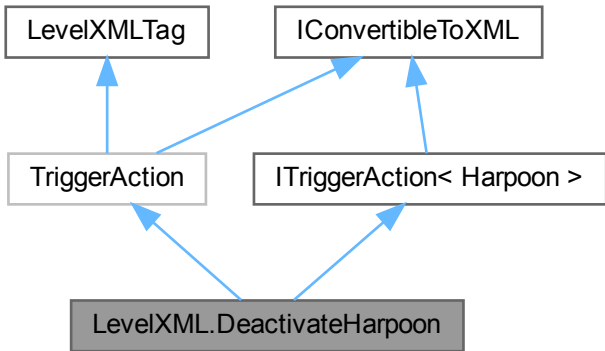 LevelXMLTag
IConvertibleToXML
TriggerAction
ITriggerAction< Harpoon >
LevelXML.DeactivateHarpoon